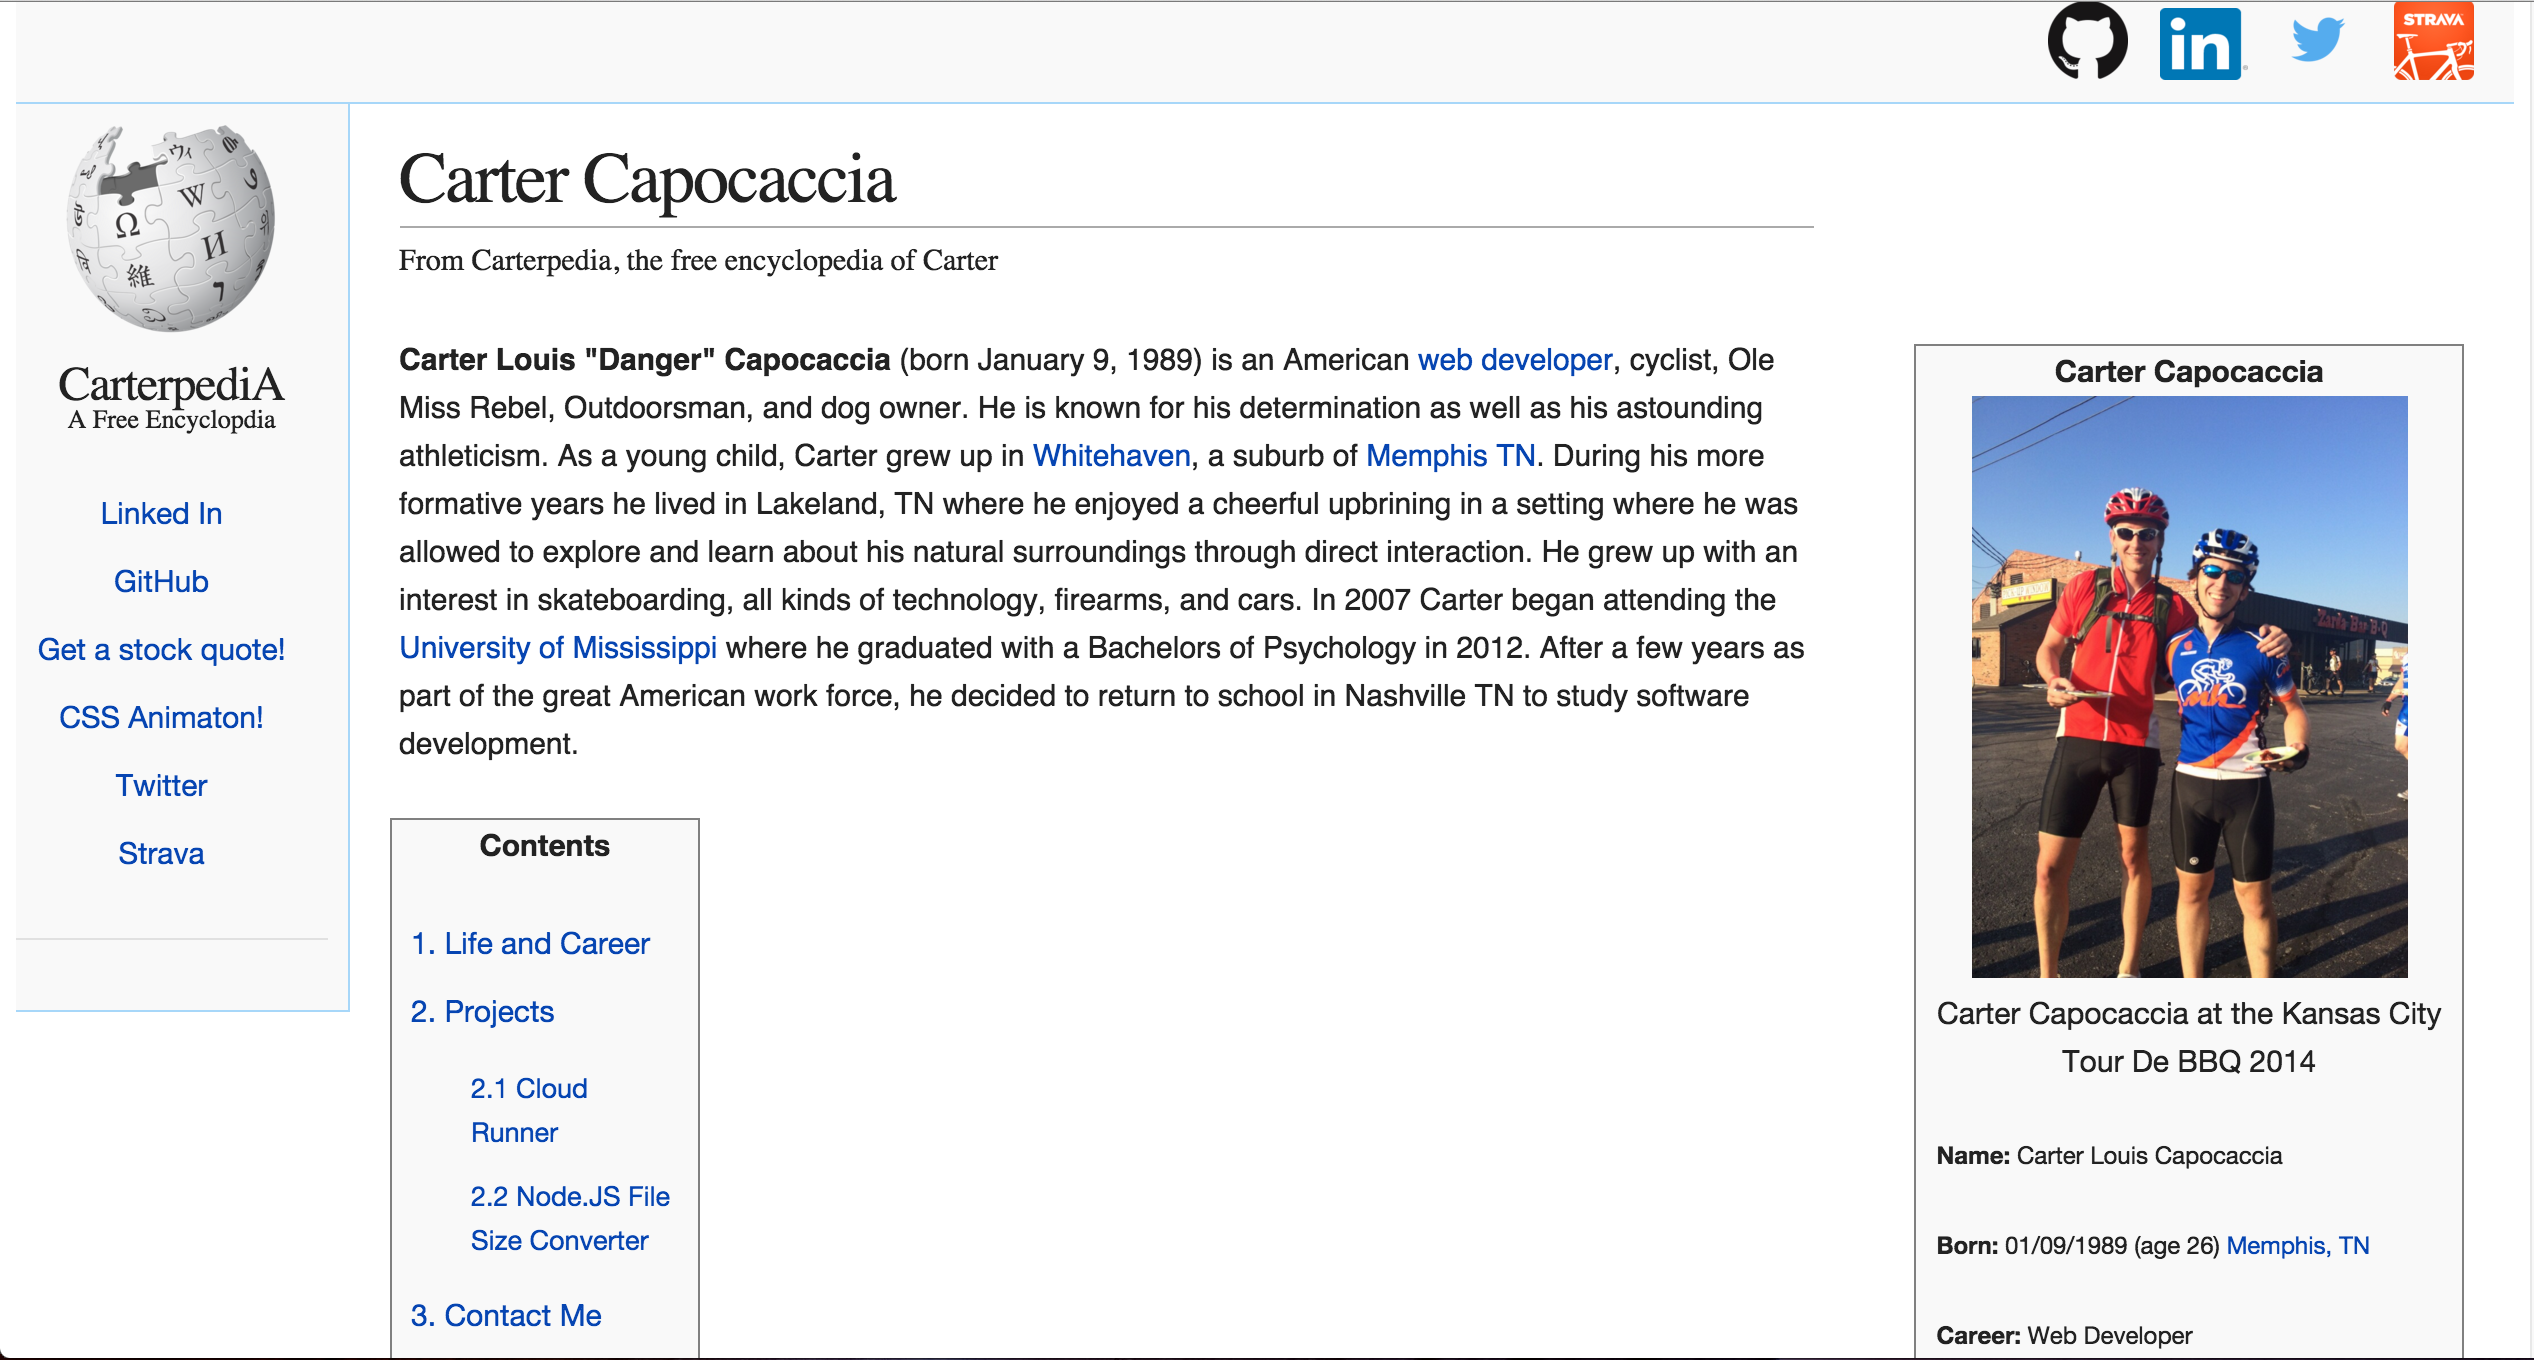 STRAVA
in
Carter Capocaccia
From Carterpedia, the free encyclopedia of Carter
CarterpediA
A Free Encyclopdia
Linked In
GitHub
Get a stock quote!
CSS Animaton!
Twitter
Strava
Carter Louis "Danger" Capocaccia (born January 9, 1989) is an American web developer, cyclist, Ole
Miss Rebel, Outdoorsman, and dog owner. He is known for his determination as well as his astounding
athleticism. As a young child, Carter grew up in Whitehaven, a suburb of Memphis TN. During his more
formative years he lived in Lakeland, TN where he enjoyed a cheerful upbrining in a setting where he was
allowed to explore and learn about his natural surroundings through direct interaction. He grew up with an
interest in skateboarding, all kinds of technology, firearms, and cars. In 2007 Carter began attending the
University of Mississippi where he graduated with a Bachelors of Psychology in 2012. After a few years as
part of the great American work force, he decided to return to school in Nashville TN to study software
development.
Contents
1. Life and Career
2. Projects
2.1 Cloud
Runner
2.2 Node.JS File
Size Converter
3. Contact Me
Carter Capocaccia
Zarda Bar-B-Q
Carter Capocaccia at the Kansas City
Tour De BBQ 2014
Name: Carter Louis Capocaccia
Born: 01/09/1989 (age 26) Memphis, TN
Career: Web Developer